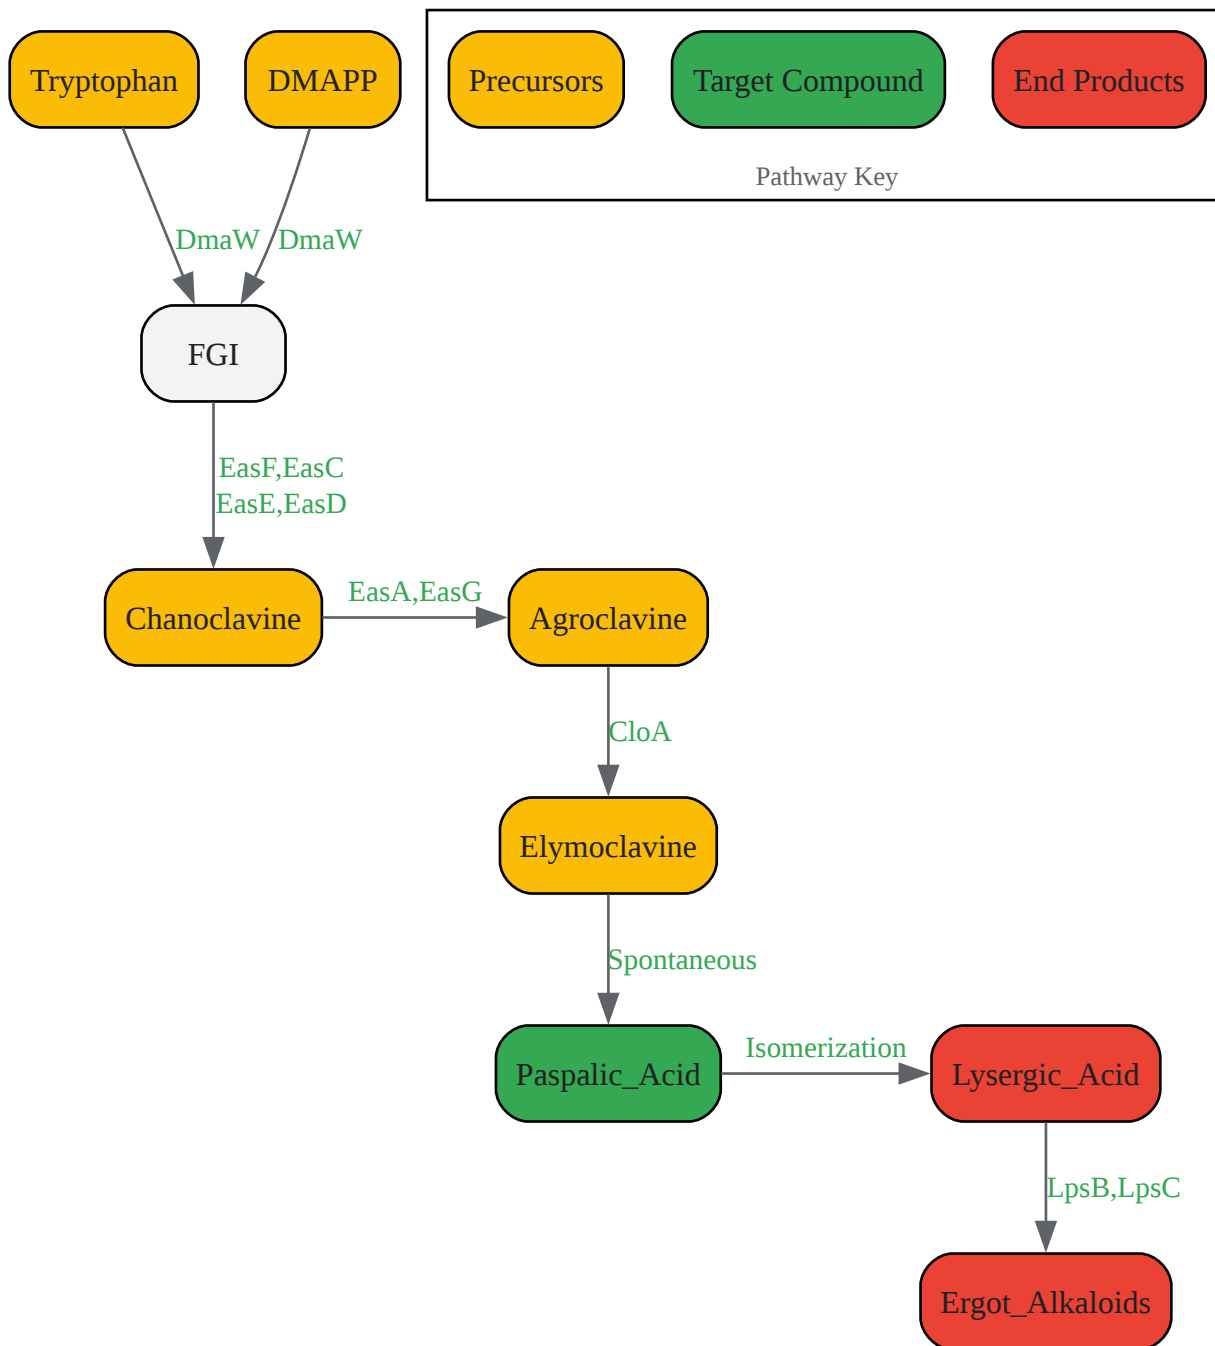 Tryptophan
DMAPP
Precursors
Target Compound
End Products
Pathway Key
DmaW
DmaW
FGI
EasF,EasC
EasE,EasD
Chanoclavine
EasA,EasG
Agroclavine
CloA
Elymoclavine
Spontaneous
Paspalic_Acid
Isomerization
Lysergic_Acid
LpsB,LpsC
Ergot_Alkaloids